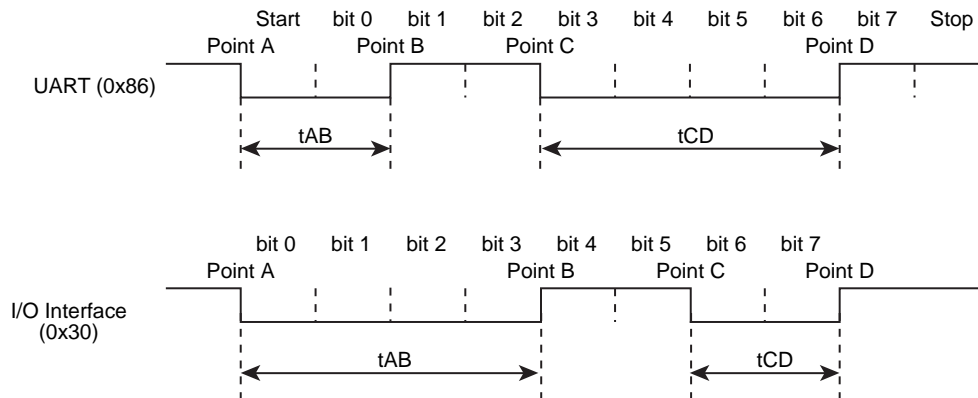 Start bit 0 bit 1 bit 2 bit 3 bit 4 bit 5 bit 6 bit 7 Stop
Point A Point B Point C Point D
UART (0x86)
tAB tCD
bit 0 bit 1 bit 2 bit 3 bit 4 bit 5 bit 6 bit 7
Point A Point B Point C Point D
I/O Interface
(0x30)
tAB tCD